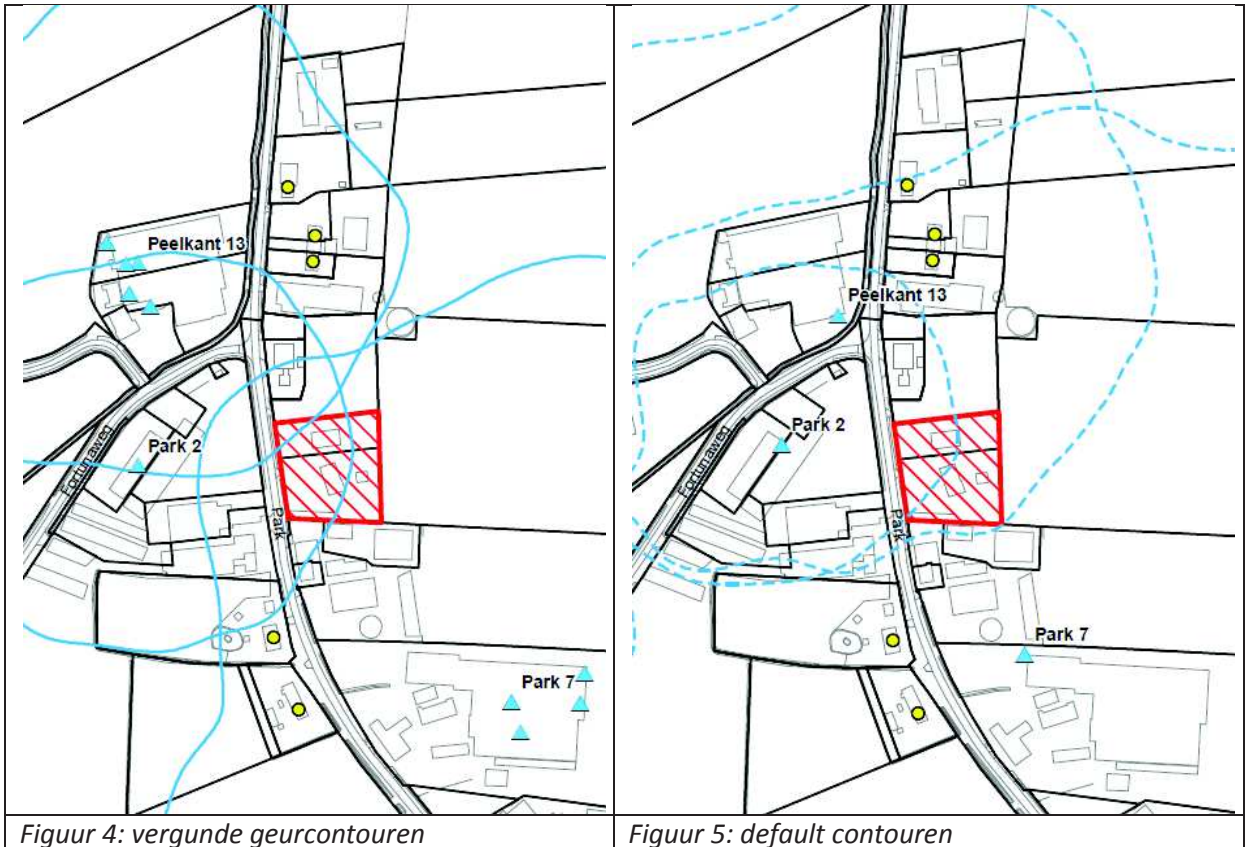 Peelkant 13
Park 2
Fortunaweg
Park
Park 7
Figuur 4: vergunde geurcontouren
Peelkant 13
Park 2
Fortunaweg
Park
Park 7
Figuur 5: default contouren